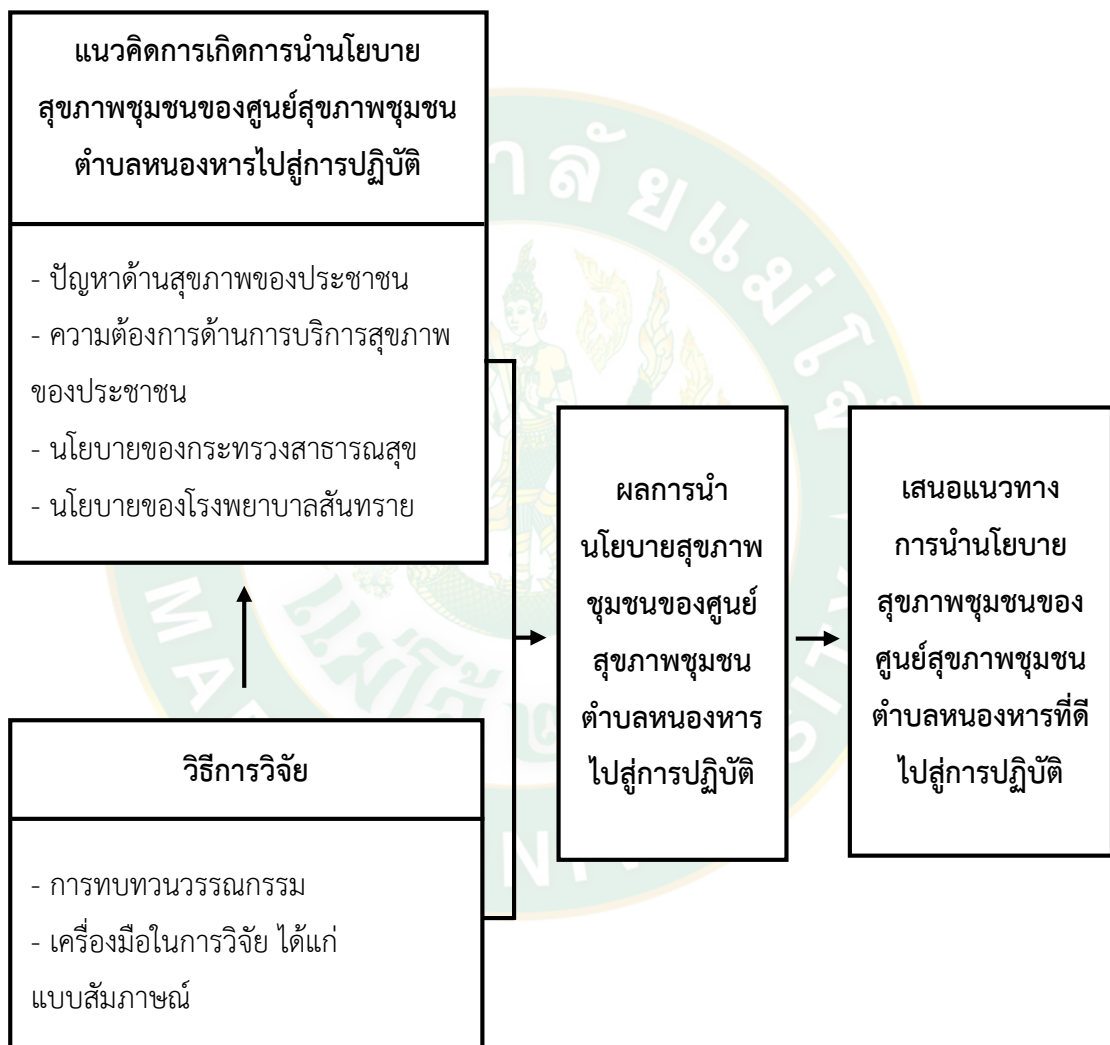 แนวคิดการเกิดการนำนโยบาย
สุขภาพชุมชนของศูนย์สุขภาพชุมชน
ตำบลหนองหารไปสู่การปฏิบัติ
- ปัญหาด้านสุขภาพของประชาชน
- ความต้องการด้านการบริการสุขภาพ
ของประชาชน
- นโยบายของกระทรวงสาธารณสุข
- นโยบายของโรงพยาบาลสันทราย
วิธีการวิจัย
- การทบทวนวรรณกรรม
- เครื่องมือในการวิจัย ได้แก่
แบบสัมภาษณ์
ผลการนำ
นโยบายสุขภาพ
ชุมชนของศูนย์
สุขภาพชุมชน
ตำบลหนองหาร
ไปสู่การปฏิบัติ
เสนอแนวทาง
การนำนโยบาย
สุขภาพชุมชนของ
ศูนย์สุขภาพชุมชน
ตำบลหนองหารที่ดี
ไปสู่การปฏิบัติ
าลัยแม่โจ้
แม่โจ้